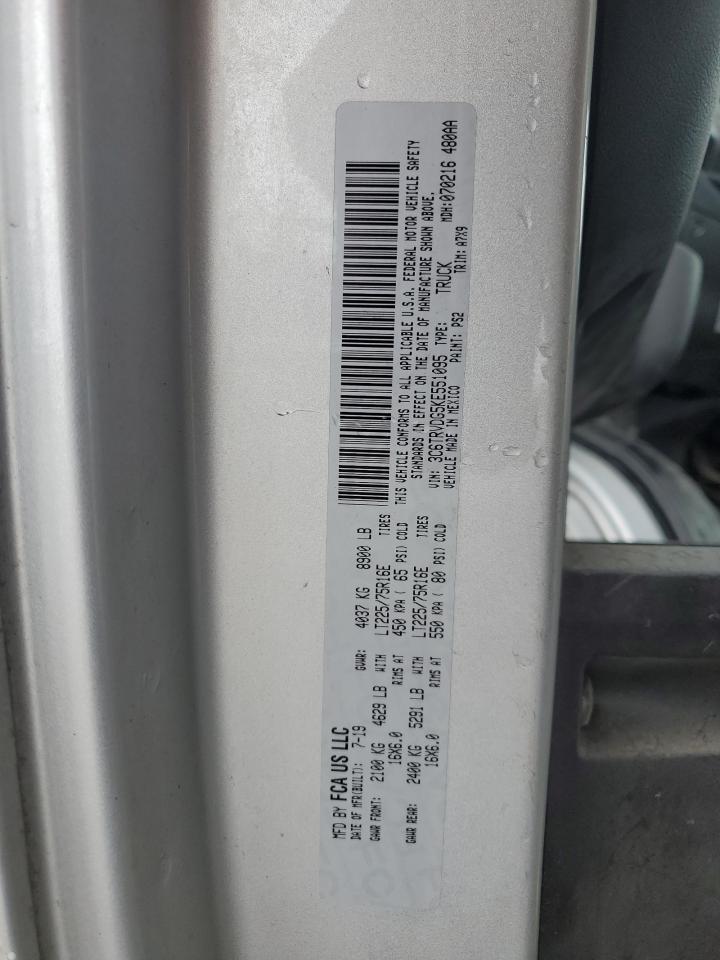 MFD BY FCA US LLC
DATE OF MFR(BUILT): 7-19 GVWR: 4037 KG 8900 LB
GAWR FRONT: 2100 KG 4629 LB WITH LT225/75R16E TIRES
16X6.0 RIMS AT 450 KPA ( 65 PSI) COLD
GAWR REAR: 2400 KG 5291 LB WITH LT225/75R16E TIRES
16X6.0 RIMS AT 550 KPA ( 80 PSI) COLD
THIS VEHICLE CONFORMS TO ALL APPLICABLE U.S.A. FEDERAL MOTOR VEHICLE SAFETY
STANDARDS IN EFFECT ON THE DATE OF MANUFACTURE SHOWN ABOVE.
VIN: 3C6TRVDG5KE551095 TYPE: TRUCK MDH:070216 480AA
VEHICLE MADE IN MEXICO PAINT: PS2 TRIM: A7X9